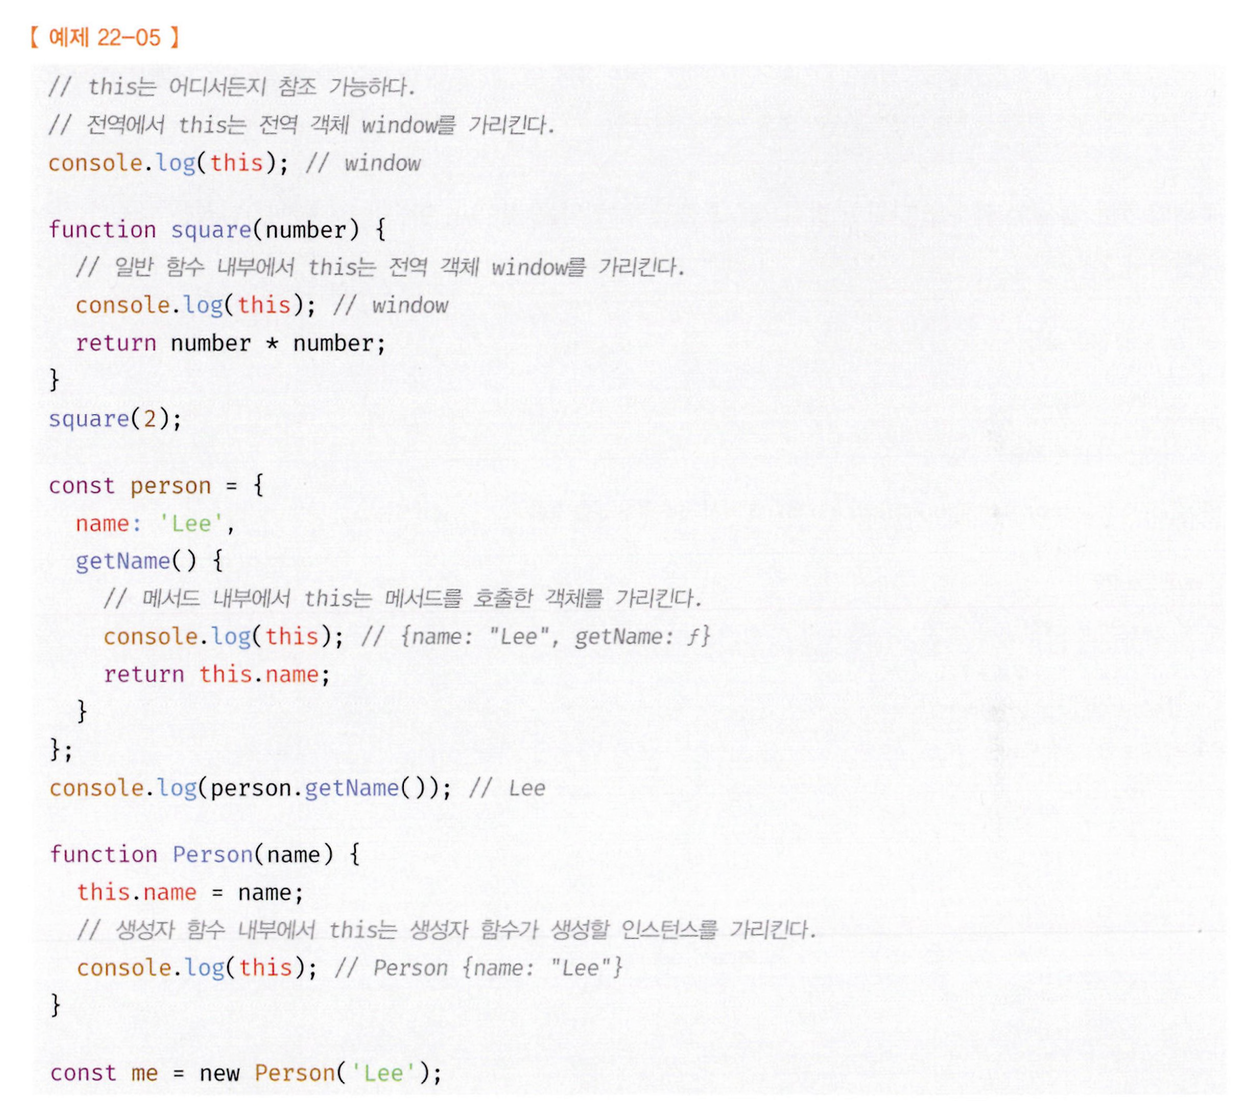 【 예제 22-05 】
// this는 어디서든지 참조 가능하다.
// 전역에서 this는 전역 객체 window를 가리킨다.
console.log(this); // window
function square(number) {
  // 일반 함수 내부에서 this는 전역 객체 window를 가리킨다.
  console.log(this); // window
  return number * number;
}
square(2);
const person = {
  name: 'Lee',
  getName() {
    // 메서드 내부에서 this는 메서드를 호출한 객체를 가리킨다.
    console.log(this); // {name: "Lee", getName: ƒ}
    return this.name;
  }
};
console.log(person.getName()); // Lee
function Person(name) {
  this.name = name;
  // 생성자 함수 내부에서 this는 생성자 함수가 생성할 인스턴스를 가리킨다.
  console.log(this); // Person {name: "Lee"}
}
const me = new Person('Lee');